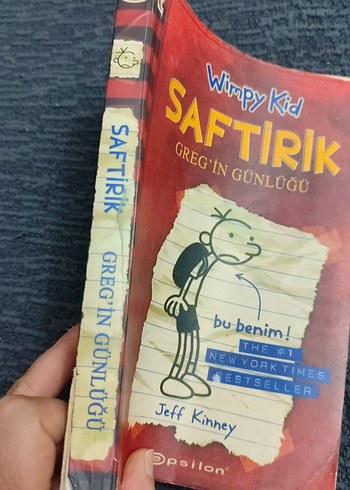 SAFTİRİK GREG'İN GÜNLÜĞÜ
Wimpy Kid
SAFTİRİK
GREG'İN GÜNLÜĞÜ
bu benim!
THE #1
NEW YORK TIMES
BESTSELLER
Jeff Kinney
epsilon